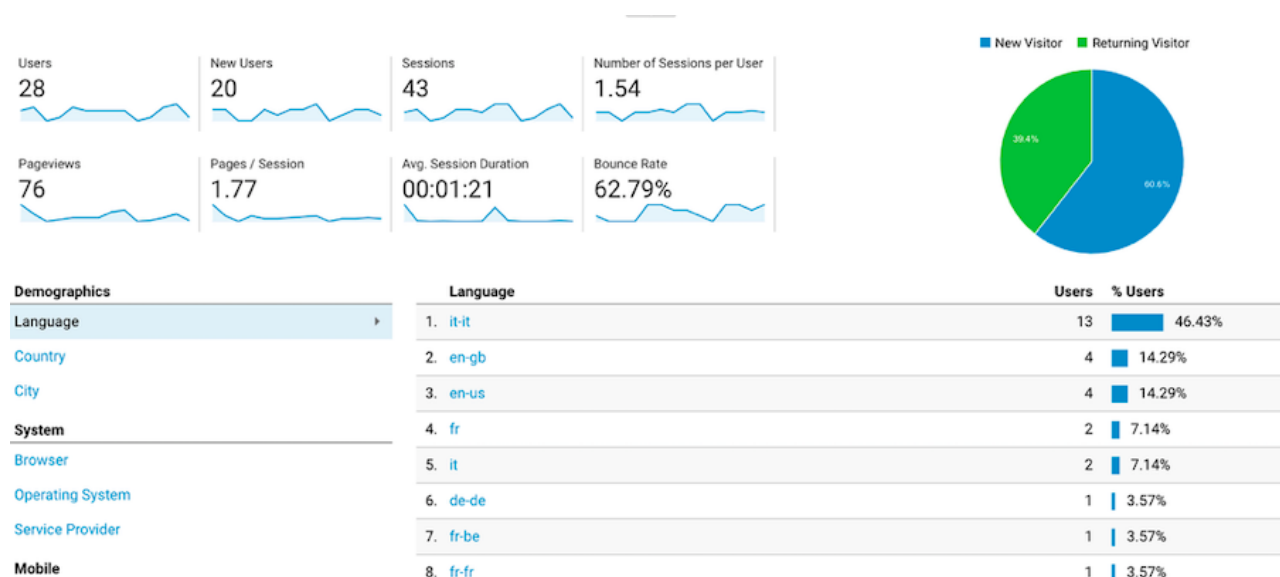 New Visitor Returning Visitor
Users New Users Sessions Number of Sessions per User
28 20 43 1.54
Pageviews Pages / Session Avg. Session Duration Bounce Rate
76 1.77 00:01:21 62.79%
39.4%
60.6%
Demographics
Language
Country
City
System
Browser
Operating System
Service Provider
Mobile
Language Users % Users
1. it-it 13 46.43%
2. en-gb 4 14.29%
3. en-us 4 14.29%
4. fr 2 7.14%
5. it 2 7.14%
6. de-de 1 3.57%
7. fr-be 1 3.57%
8. fr-fr 1 3.57%